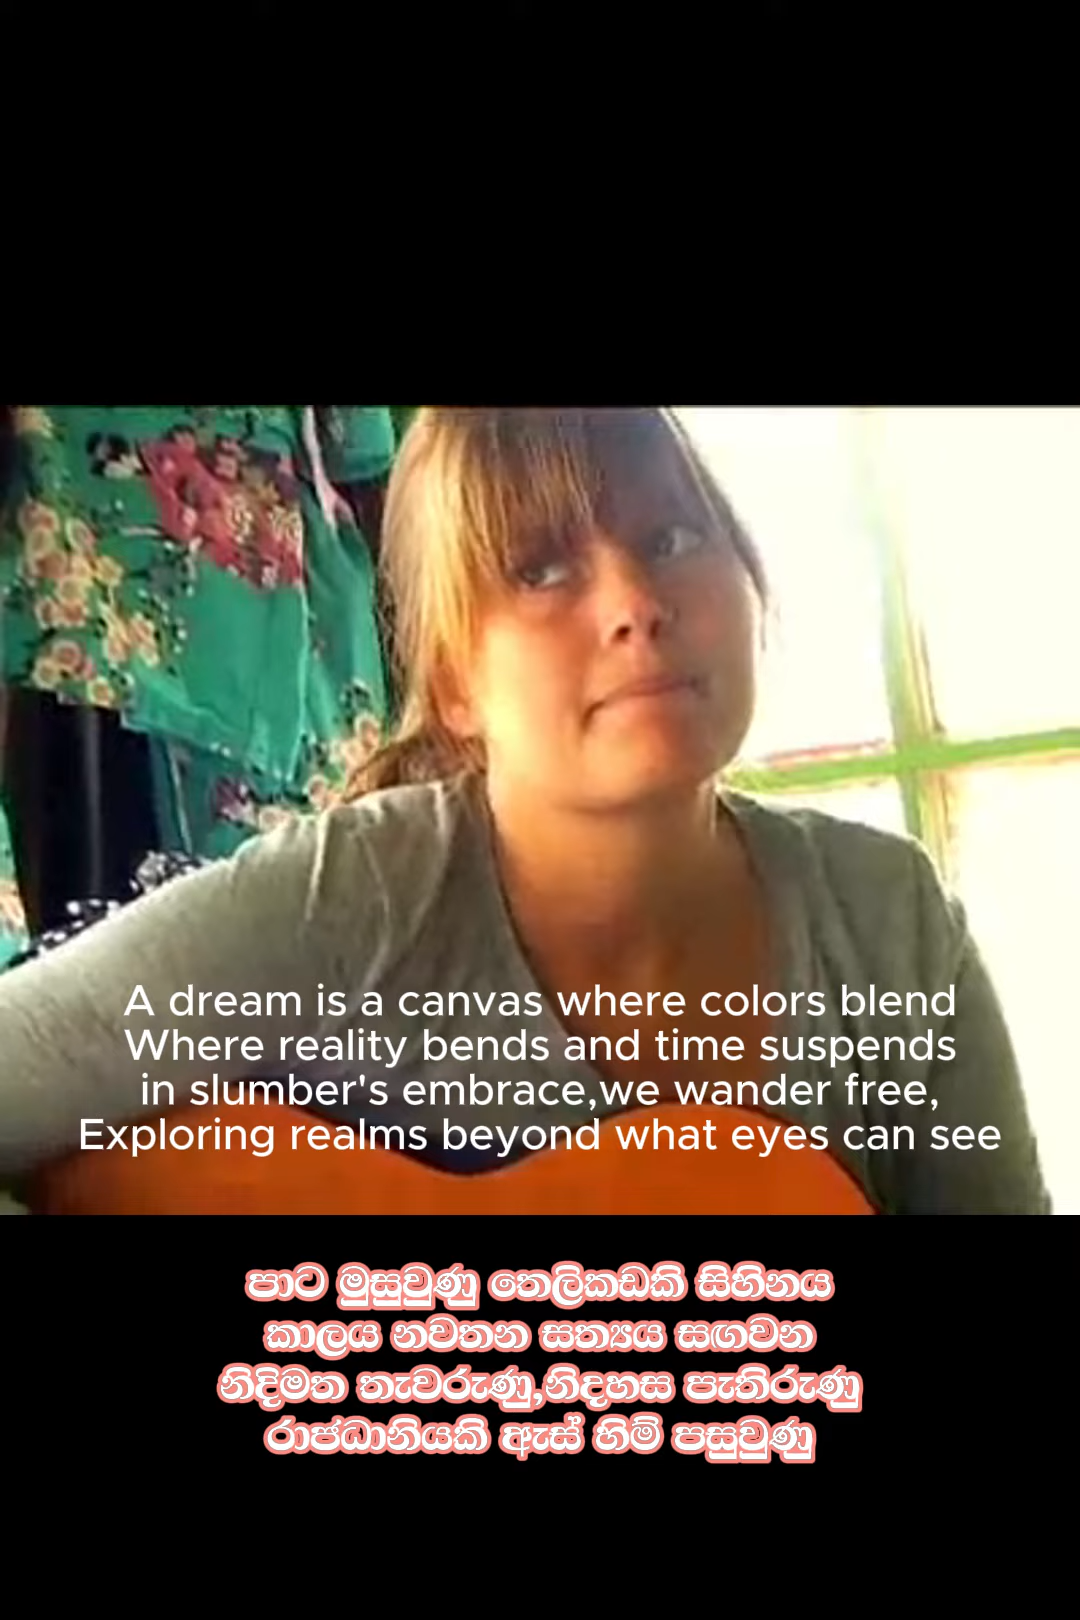 A dream is a canvas where colors blend
Where reality bends and time suspends
in slumber's embrace,we wander free,
Exploring realms beyond what eyes can see
පාට මුසුවුණු තෙලිකඩකි සිහිනය
කාලය නවතන සත්‍යය සඟවන
නිදිමත තැවරුණු,නිදහස පැතිරුණු
රාජධානියකි ඇස් හිමි පසුවුණු